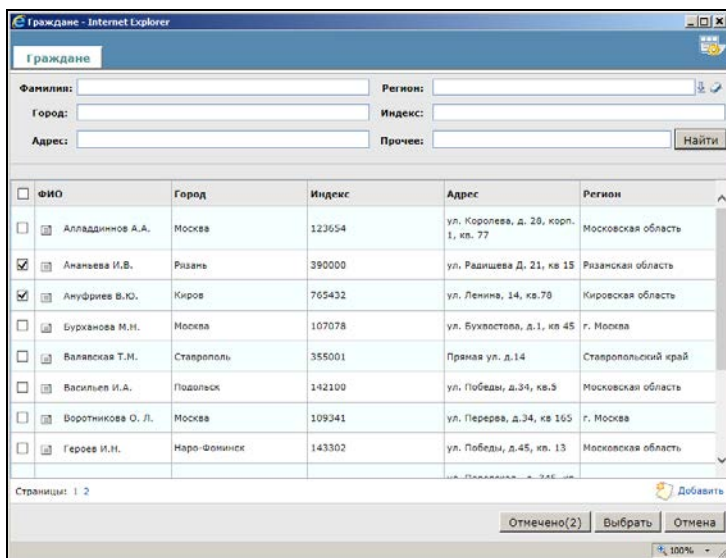 Граждане - Internet Explorer
Граждане
Фамилия: Регион:
Город: Индекс:
Адрес: Прочее: Найти
ФИО Город Индекс Адрес Регион
Алладдиннов А.А. Москва 123654 ул. Королева, д. 28, корп. 1, кв. 77 Московская область
Ананьева И.В. Рязань 390000 ул. Радищева Д. 21, кв 15 Рязанская область
Ануфриев В.Ю. Киров 765432 ул. Ленина, 14, кв.78 Кировская область
Бурханова М.Н. Москва 107078 ул. Бухвостова, д.1, кв 45 г. Москва
Валявская Т.М. Ставрополь 355001 Прямая ул. д.14 Ставропольский край
Васильев И.А. Подольск 142100 ул. Победы, д.34, кв.5 Московская область
Воротникова О. Л. Москва 109341 ул. Перерва, д.34, кв 165 г. Москва
Героев И.Н. Наро-Фоминск 143302 ул. Победы, д.45, кв. 13 Московская область
Страницы: 1 2 Добавить
Отмечено(2) Выбрать Отмена
100%